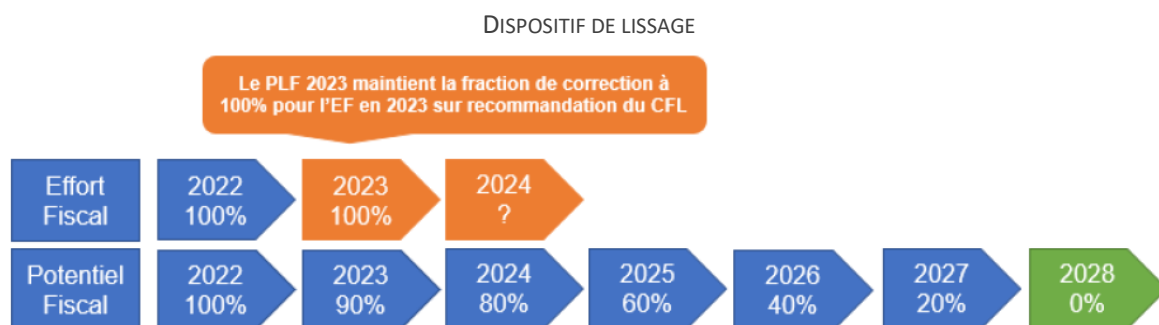 DISPOSITIF DE LISSAGE
Le PLF 2023 maintient la fraction de correction à
100% pour l'EF en 2023 sur recommandation du CFL
Effort
Fiscal
2022
100%
2023
100%
2024
?
Potentiel
Fiscal
2022
100%
2023
90%
2024
80%
2025
60%
2026
40%
2027
20%
2028
0%